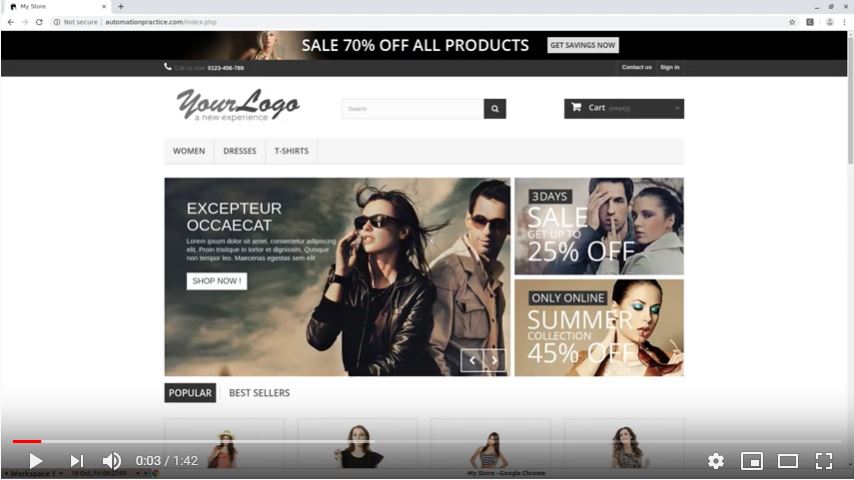 My Store
Not secure | automationpractice.com/index.php
SALE 70% OFF ALL PRODUCTS
GET SAVINGS NOW
Call us now: 0123-456-789
Contact us
Sign in
YourLogo
a new experience
Search
Cart (empty)
WOMEN
DRESSES
T-SHIRTS
EXCEPTEUR
OCCAECAT
Lorem ipsum dolor sit amet, consectetur adipiscing
elit. Proin tristique in tortor et dignissim. Quisque
non tempor leo. Maecenas egestas sem elit
SHOP NOW !
3 DAYS
SALE
GET UP TO
25% OFF
ONLY ONLINE
SUMMER
COLLECTION
45% OFF
POPULAR
BEST SELLERS
0:03 / 1:42
Workspace 1
My Store - Google Chrome